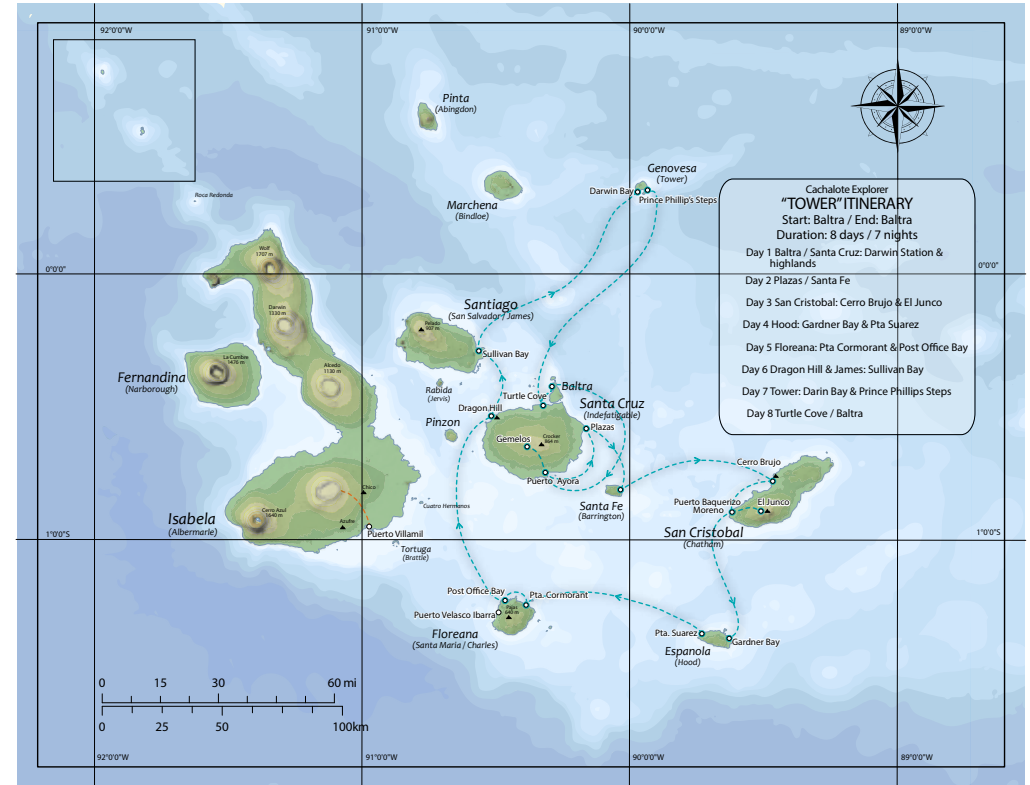 92°0'0"W
91°0'0"W
90°0'0"W
89°0'0"W
Pinta
(Abingdon)
Genovesa
(Tower)
Darwin Bay
Prince Phillip's Steps
Roca Redonda
Marchena
(Bindloe)
Cachalote Explorer
"TOWER" ITINERARY
Start: Baltra / End: Baltra
Duration: 8 days / 7 nights
Day 1 Baltra / Santa Cruz: Darwin Station &
highlands
Day 2 Plazas / Santa Fe
Day 3 San Cristobal: Cerro Brujo & El Junco
Day 4 Hood: Gardner Bay & Pta Suarez
Day 5 Floreana: Pta Cormorant & Post Office Bay
Day 6 Dragon Hill & James: Sullivan Bay
Day 7 Tower: Darin Bay & Prince Phillips Steps
Day 8 Turtle Cove / Baltra
Wolf
1707 m
0°0'0"
0°0'0"
Darwin
1330 m
Santiago
(San Salvador / James)
Pelado
907 m
Sullivan Bay
La Cumbre
1476 m
Alcedo
1130 m
Fernandina
(Narborough)
Rabida
(Jervis)
Baltra
Turtle Cove
Dragon Hill
Santa Cruz
(Indefatigable)
Pinzon
Plazas
Gemelos
Crocker
864 m
Puerto Ayora
Cerro Brujo
Chico
Santa Fe
(Barrington)
Puerto Baquerizo
Moreno
El Junco
Cuatro Hermanos
Cerro Azul
1640 m
Isabela
(Albermarle)
Azufre
Puerto Villamil
San Cristobal
(Chatham)
1°0'0"S
1°0'0"S
Tortuga
(Brattle)
Post Office Bay
Pta. Cormorant
Puerto Velasco Ibarra
Pajas
640 m
Floreana
(Santa Maria / Charles)
Pta. Suarez
Gardner Bay
Espanola
(Hood)
0 15 30 60 mi
0 25 50 100km
92°0'0"W
91°0'0"W
90°0'0"W
89°0'0"W